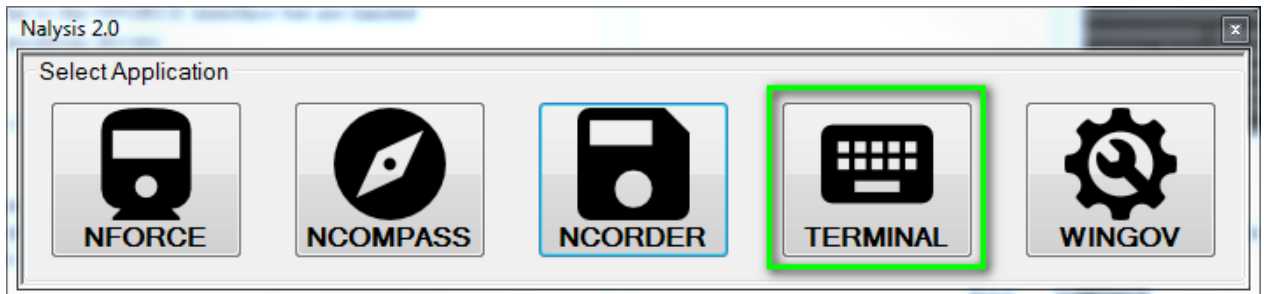 Nalysis 2.0
x
Select Application
NFORCE
NCOMPASS
NCORDER
TERMINAL
WINGOV